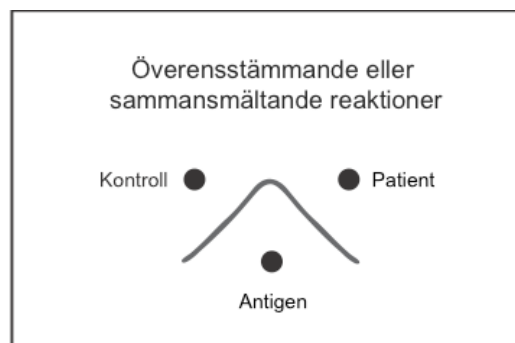 Överensstämmande eller
sammansmältande reaktioner
Kontroll
Patient
Antigen